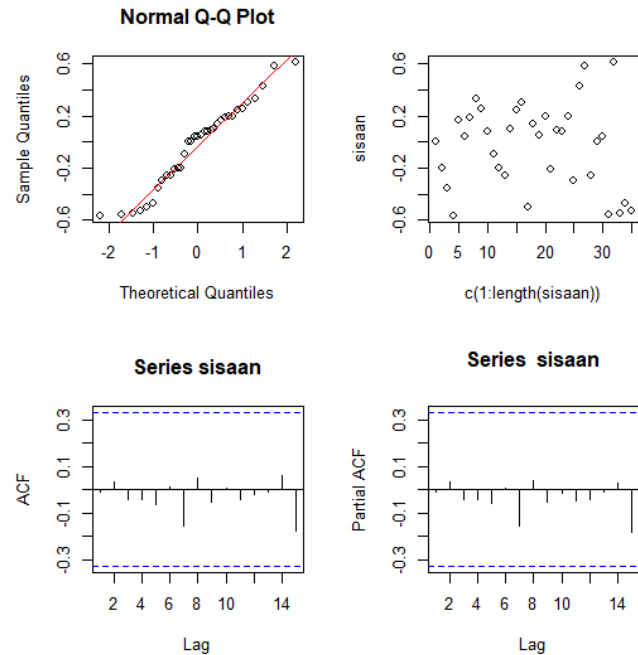 Normal Q-Q Plot
Sample Quantiles
-0.6 -0.2 0.2 0.6
-2 -1 0 1 2
Theoretical Quantiles
sisaan
-0.6 -0.2 0.2 0.6
0 5 10 20 30
c(1:length(sisaan))
Series sisaan
ACF
-0.3 -0.1 0.1 0.3
2 4 6 8 10 14
Lag
Series sisaan
Partial ACF
-0.3 -0.1 0.1 0.3
2 4 6 8 10 14
Lag